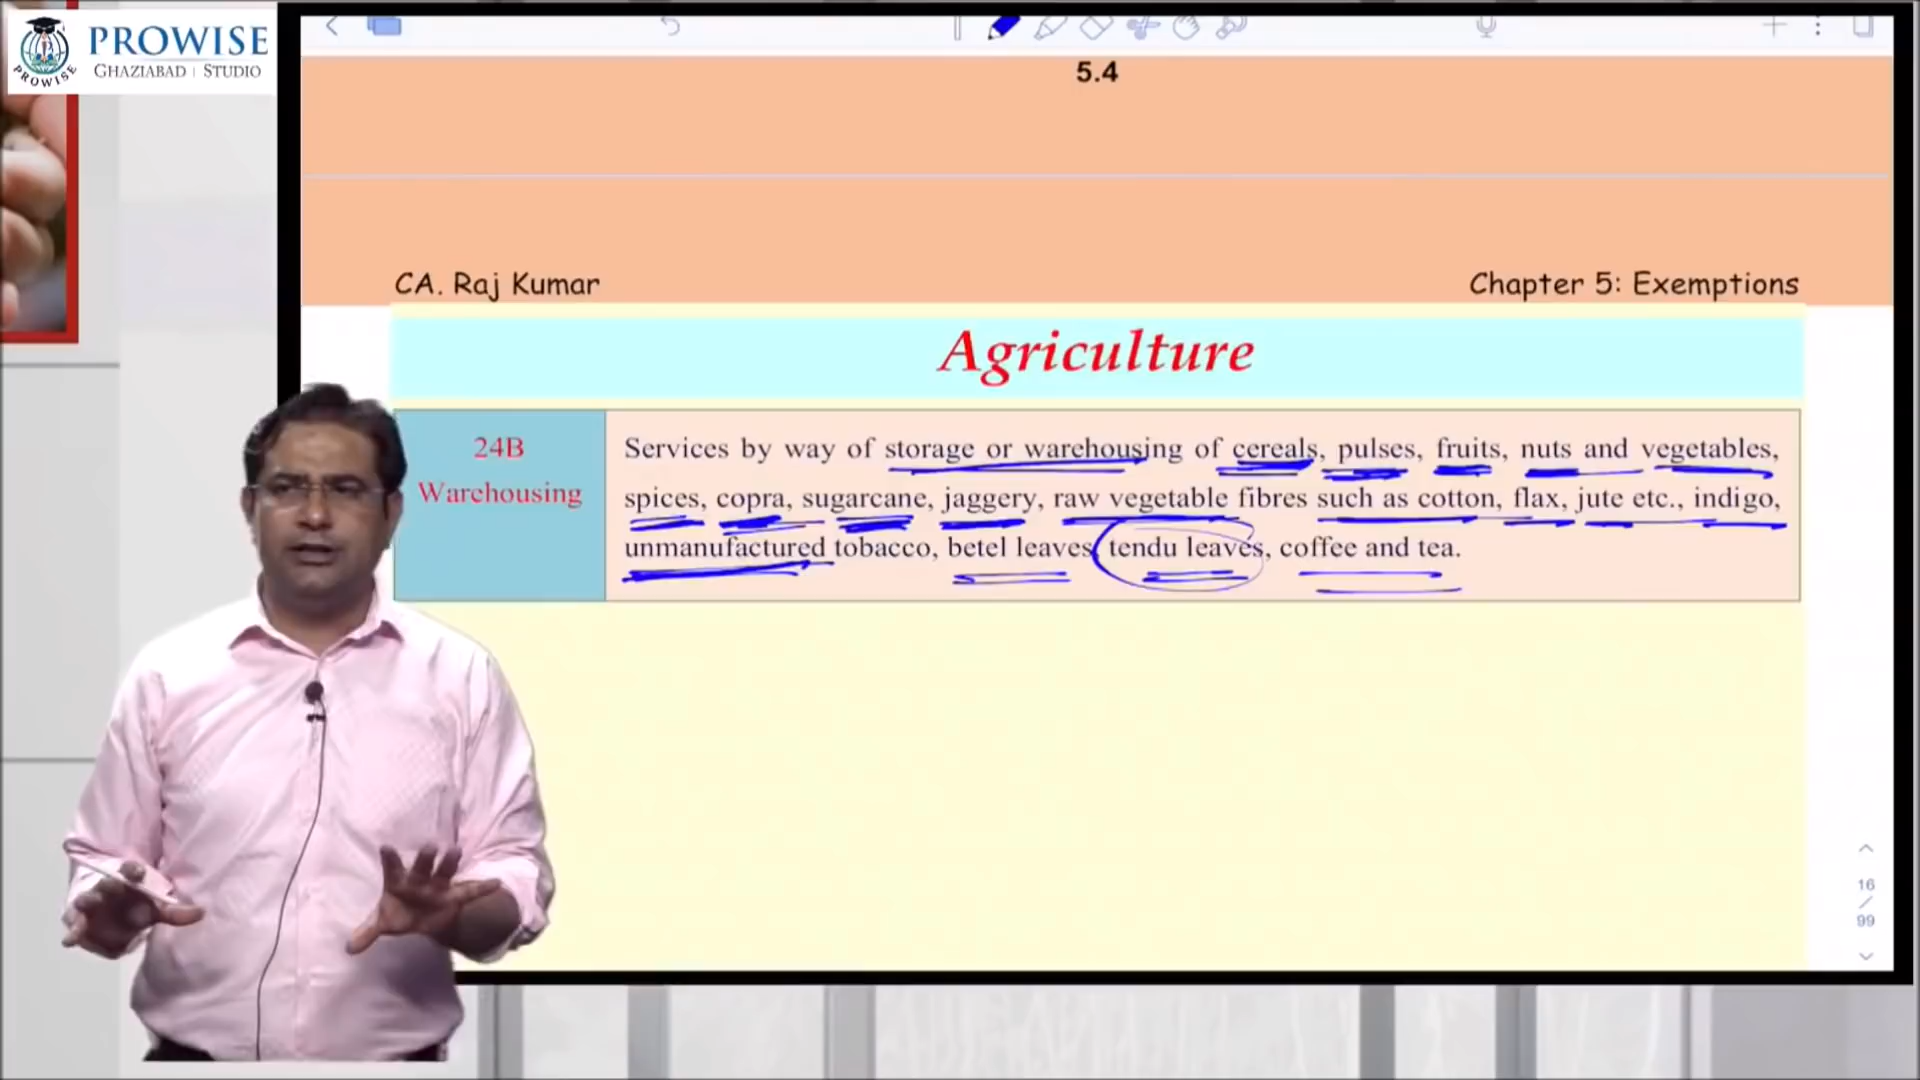 PROWISE
GHAZIABAD | STUDIO
PROWISE
5.4
CA. Raj Kumar
Chapter 5: Exemptions
Agriculture
24B
Warehousing
Services by way of storage or warehousing of cereals, pulses, fruits, nuts and vegetables,
spices, copra, sugarcane, jaggery, raw vegetable fibres such as cotton, flax, jute etc., indigo,
unmanufactured tobacco, betel leaves, tendu leaves, coffee and tea.
16
/
99